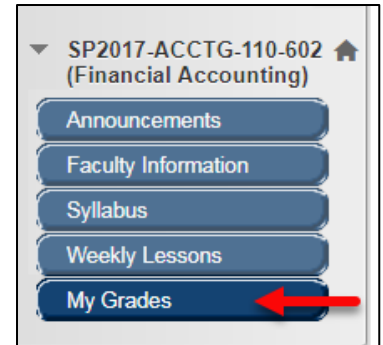 SP2017-ACCTG-110-602
(Financial Accounting)
Announcements
Faculty Information
Syllabus
Weekly Lessons
My Grades